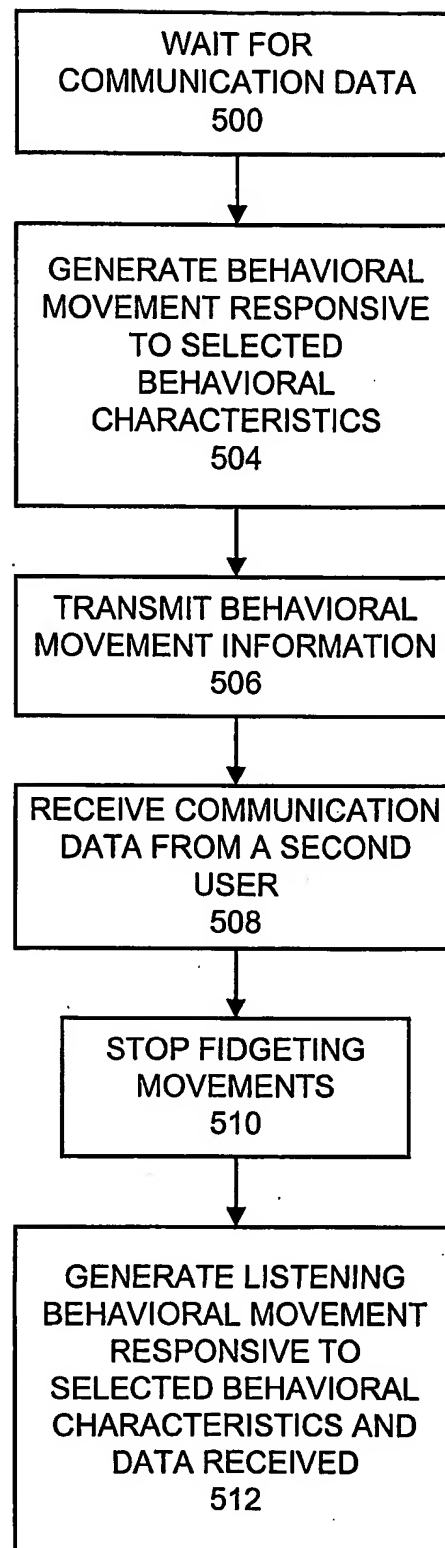 WAIT FOR
COMMUNICATION DATA
500
GENERATE BEHAVIORAL
MOVEMENT RESPONSIVE
TO SELECTED
BEHAVIORAL
CHARACTERISTICS
504
TRANSMIT BEHAVIORAL
MOVEMENT INFORMATION
506
RECEIVE COMMUNICATION
DATA FROM A SECOND
USER
508
STOP FIDGETING
MOVEMENTS
510
GENERATE LISTENING
BEHAVIORAL MOVEMENT
RESPONSIVE TO
SELECTED BEHAVIORAL
CHARACTERISTICS AND
DATA RECEIVED
512